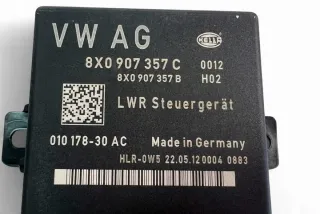 VW AG
HELLA
8X0 907 357 C 0012
8X0 907 357 B H02
LWR Steuergerät
010 178-30 AC Made in Germany
HLR-0W5 22.05.12 0004 0883